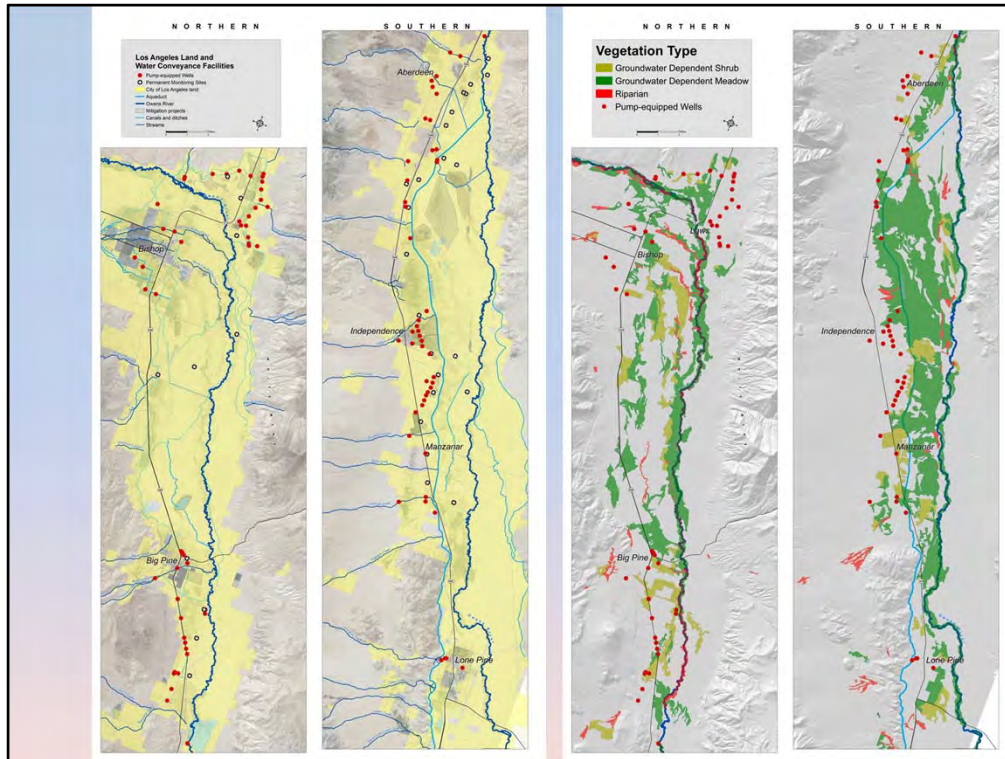 NORTHERN
Los Angeles Land and
Water Conveyance Facilities
Pump-equipped Wells
Permanent Monitoring Sites
City of Los Angeles land
Aqueduct
Owens River
Mitigation projects
Canals and ditches
Streams
Bishop
Big Pine
SOUTHERN
Aberdeen
Independence
Manzanar
Lone Pine
NORTHERN
Vegetation Type
Groundwater Dependent Shrub
Groundwater Dependent Meadow
Riparian
Pump-equipped Wells
Laws
Bishop
Big Pine
SOUTHERN
Aberdeen
Independence
Manzanar
Lone Pine